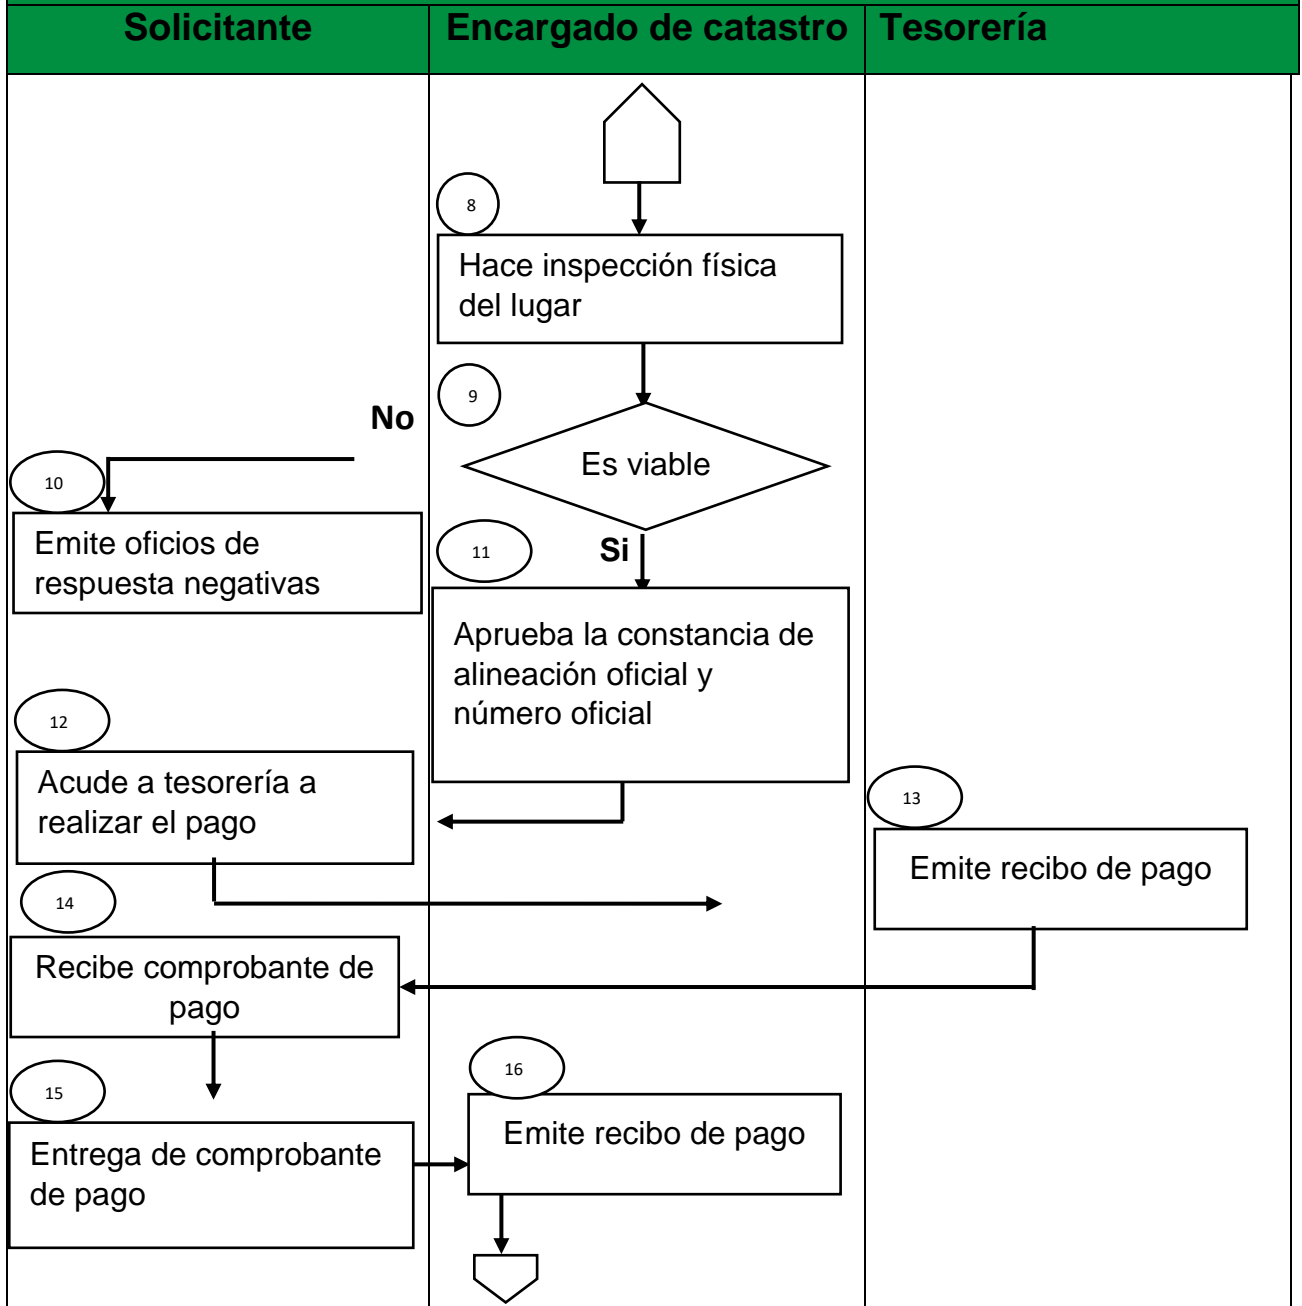 Solicitante
Encargado de catastro
Tesorería
8
Hace inspección física
del lugar
9
No
Es viable
10
Emite oficios de
respuesta negativas
11
Si
Aprueba la constancia de
alineación oficial y
número oficial
12
Acude a tesorería a
realizar el pago
13
Emite recibo de pago
14
Recibe comprobante de
pago
15
Entrega de comprobante
de pago
16
Emite recibo de pago